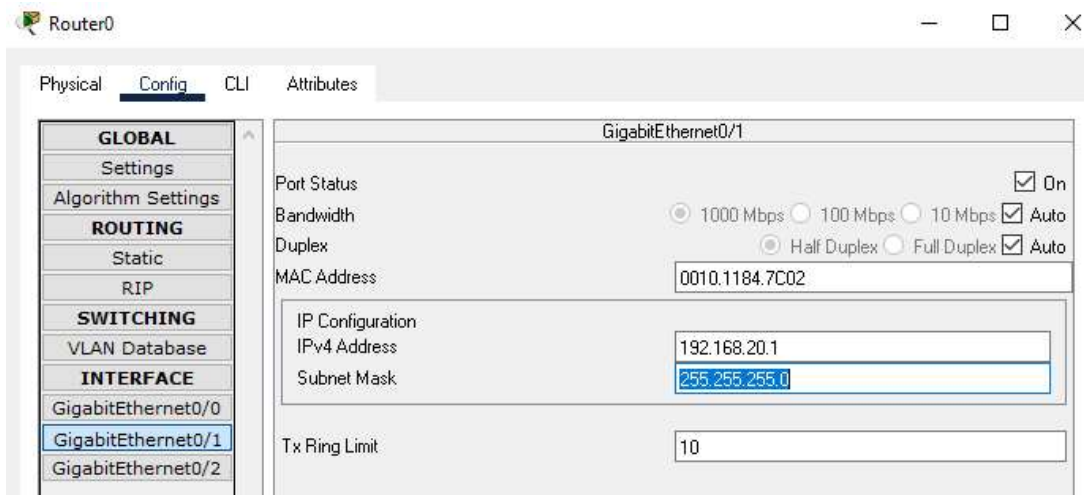 Router0
Physical Config CLI Attributes
GLOBAL
Settings
Algorithm Settings
ROUTING
Static
RIP
SWITCHING
VLAN Database
INTERFACE
GigabitEthernet0/0
GigabitEthernet0/1
GigabitEthernet0/2
GigabitEthernet0/1
Port Status On
Bandwidth 1000 Mbps 100 Mbps 10 Mbps Auto
Duplex Half Duplex Full Duplex Auto
MAC Address 0010.1184.7C02
IP Configuration
IPv4 Address 192.168.20.1
Subnet Mask 255.255.255.0
Tx Ring Limit 10